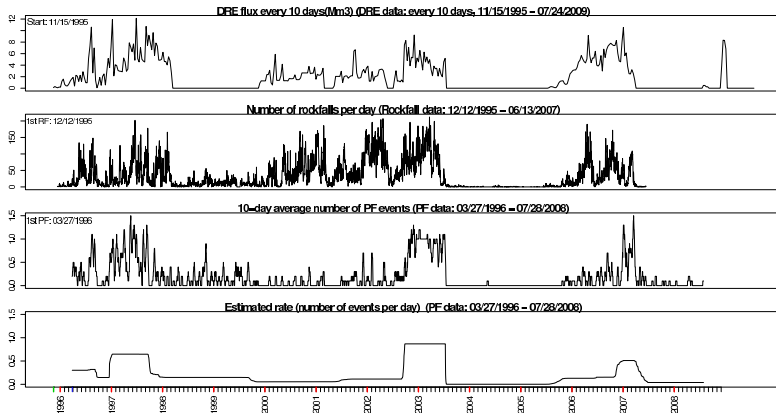 DRE flux every 10 days(Mm3) (DRE data: every 10 days, 11/15/1995 – 07/24/2009)
Start: 11/15/1995
12
8
6
4
2
0
Number of rockfalls per day (Rockfall data: 12/12/1995 – 06/13/2007)
1st RF: 12/12/1995
150
50
0
10–day average number of PF events (PF data: 03/27/1996 – 07/28/2008)
1st PF: 03/27/1996
1.5
1.0
0.5
0.0
Estimated rate (number of events per day) (PF data: 03/27/1996 – 07/28/2008)
1.5
1.0
0.5
0.0
1996 1997 1998 1999 2000 2001 2002 2003 2004 2005 2006 2007 2008